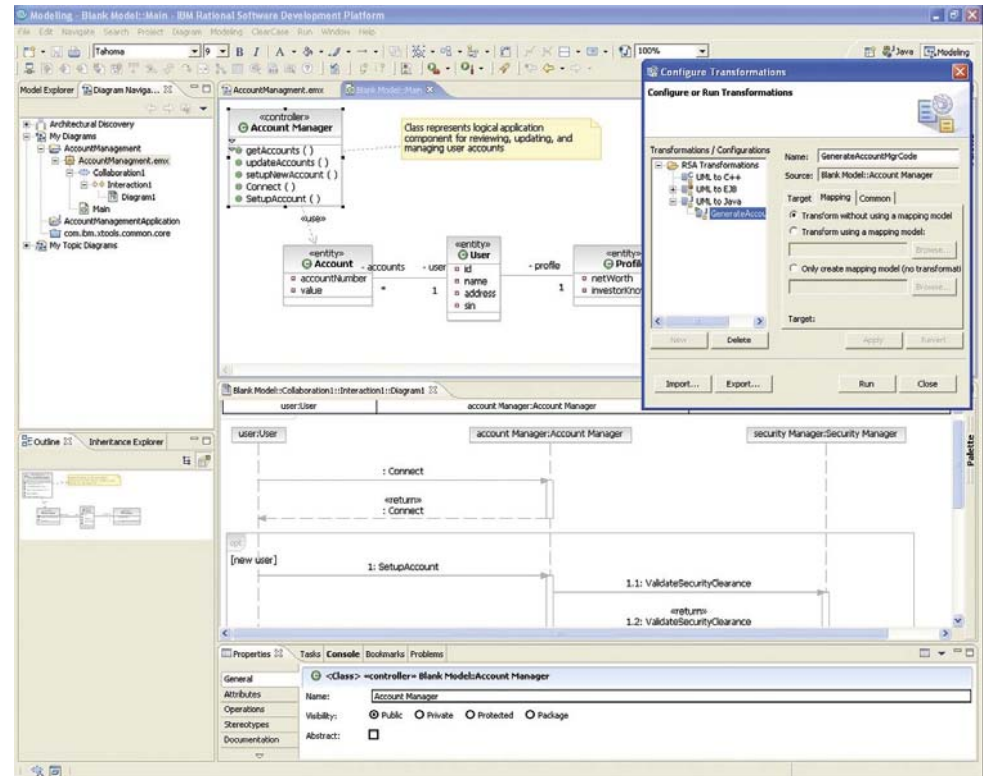 Modeling - Blank Model::Main - IBM Rational Software Development Platform
File Edit Navigate Search Project Diagram Modeling ClearCase Run Window Help
Tahoma 9 B I A 100% Java Modeling
Model Explorer Diagram Naviga...
Architectural Discovery
My Diagrams
AccountManagement
AccountManagment.emx
Collaboration1
Interaction1
Diagram1
Main
AccountManagementApplication
com.ibm.xtools.common.core
My Topic Diagrams
AccountManagment.emx Blank Model::Main
«controller»
Account Manager
getAccounts ( )
updateAccounts ( )
setupNewAccount ( )
Connect ( )
SetupAccount ( )
Class represents logical application
component for reviewing, updating, and
managing user accounts
«use»
«entity»
Account
accountNumber
value
- accounts
*
- user
1
«entity»
User
id
name
address
sin
- profile
1
«entity»
Profil
netWorth
investorKnow
Configure Transformations
Configure or Run Transformations
Transformations / Configurations
RSA Transformations
UML to C++
UML to EJB
UML to Java
GenerateAccou
Name: GenerateAccountMgrCode
Source: Blank Model::Account Manager
Target Mapping Common
Transform without using a mapping model
Transform using a mapping model:
Browse...
Only create mapping model (no transformati
Browse...
Target:
New Delete Apply Revert
Import... Export... Run Close
Blank Model::Collaboration1::Interaction1::Diagram1
user:User account Manager:Account Manager
user:User account Manager:Account Manager security Manager:Security Manager
: Connect
«return»
: Connect
opt
[new user]
1: SetupAccount
1.1: ValidateSecurityClearance
«return»
1.2: ValidateSecurityClearance
Palette
Outline Inheritance Explorer
Properties Tasks Console Bookmarks Problems
General
Attributes
Operations
Stereotypes
Documentation
<Class> «controller» Blank Model::Account Manager
Name: Account Manager
Visibility: Public Private Protected Package
Abstract: